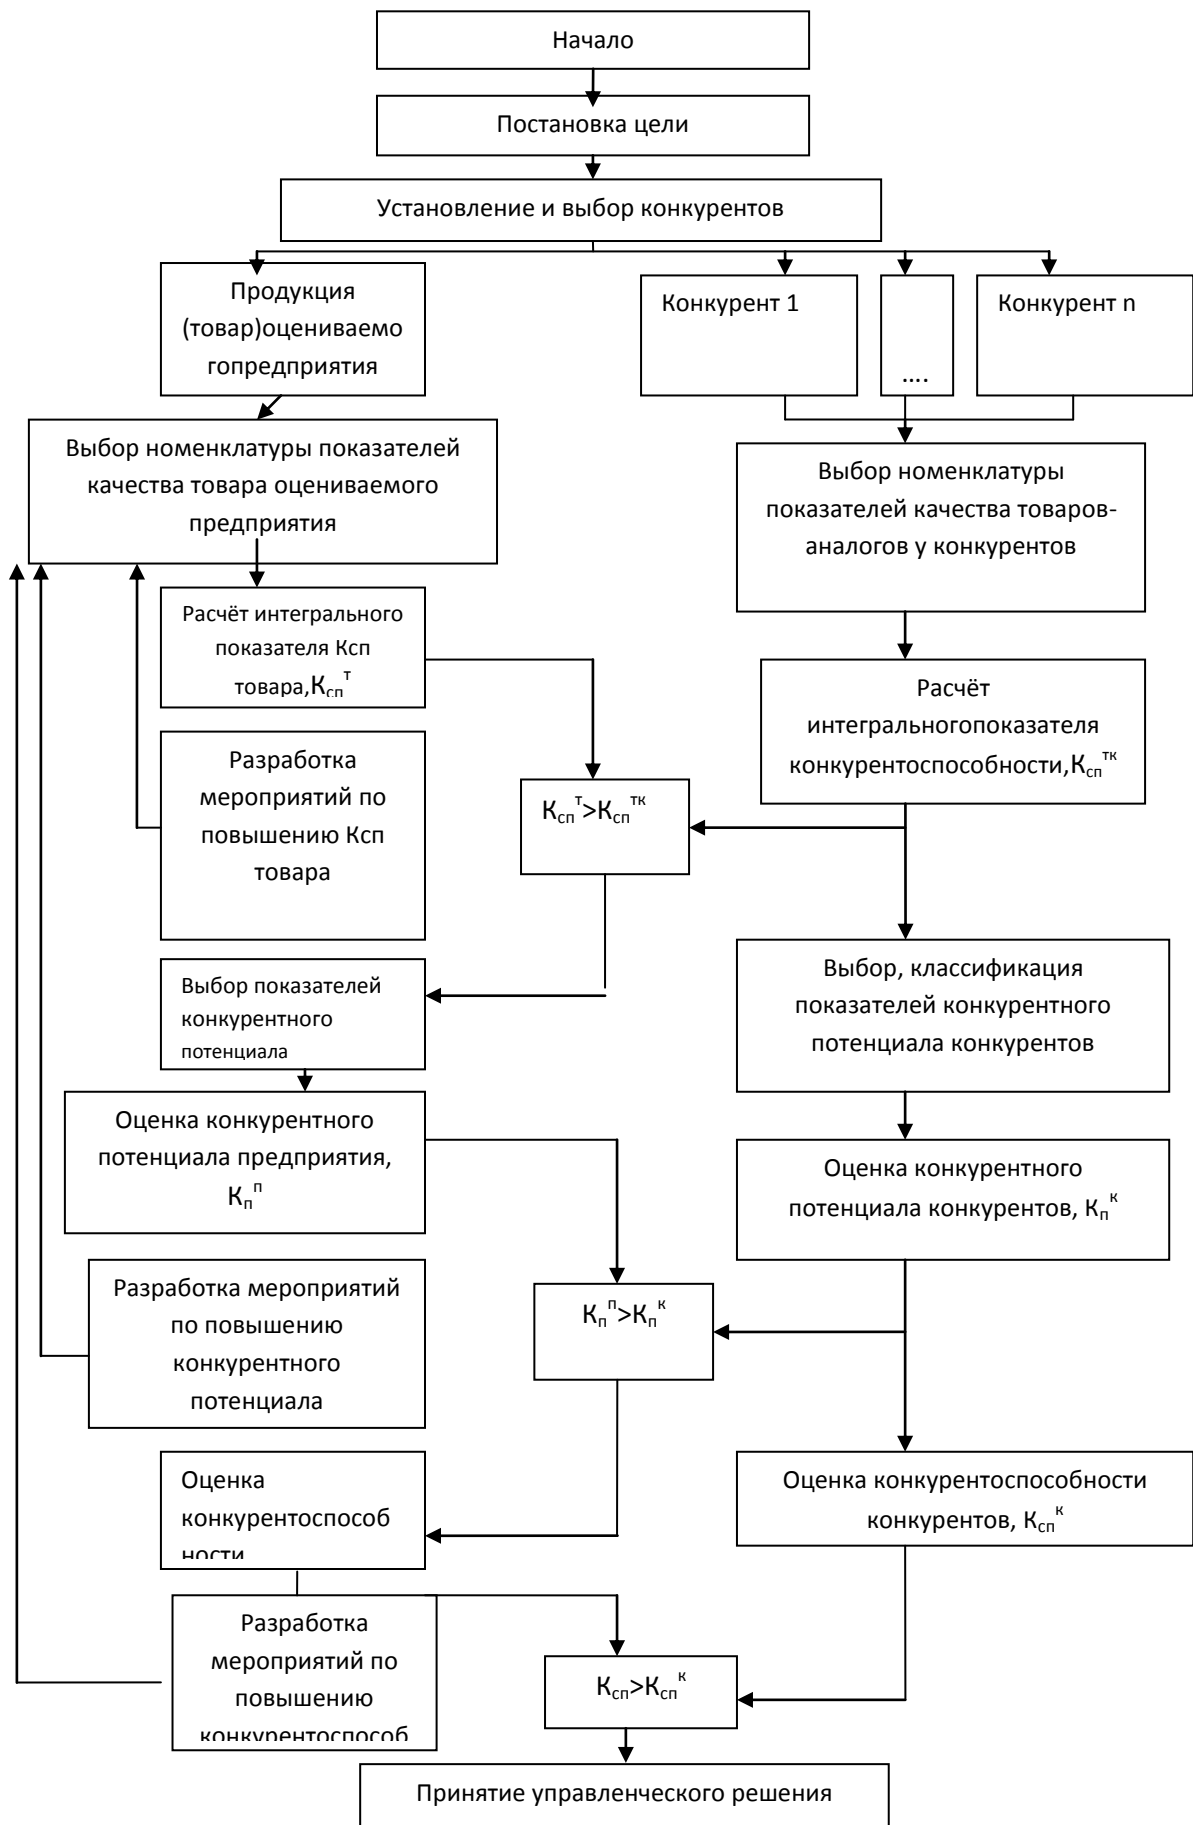 Начало
Постановка цели
Установление и выбор конкурентов
Продукция
(товар)оцениваемо
гопредприятия
Конкурент 1
....
Конкурент n
Выбор номенклатуры показателей
качества товара оцениваемого
предприятия
Выбор номенклатуры
показателей качества товаров-
аналогов у конкурентов
Расчёт интегрального
показателя Ксп
товара,Ксп^т
Расчёт
интегральногопоказателя
конкурентоспособности,Ксп^тк
Разработка
мероприятий по
повышению Ксп
товара
Ксп^т>Ксп^тк
Выбор показателей
конкурентного
потенциала
Выбор, классификация
показателей конкурентного
потенциала конкурентов
Оценка конкурентного
потенциала предприятия,
Кп^п
Оценка конкурентного
потенциала конкурентов, Кп^к
Разработка мероприятий
по повышению
конкурентного
потенциала
Кп^п>Кп^к
Оценка
конкурентоспособ
ности
Оценка конкурентоспособности
конкурентов, Ксп^к
Разработка
мероприятий по
повышению
конкурентоспособ
Ксп>Ксп^к
Принятие управленческого решения